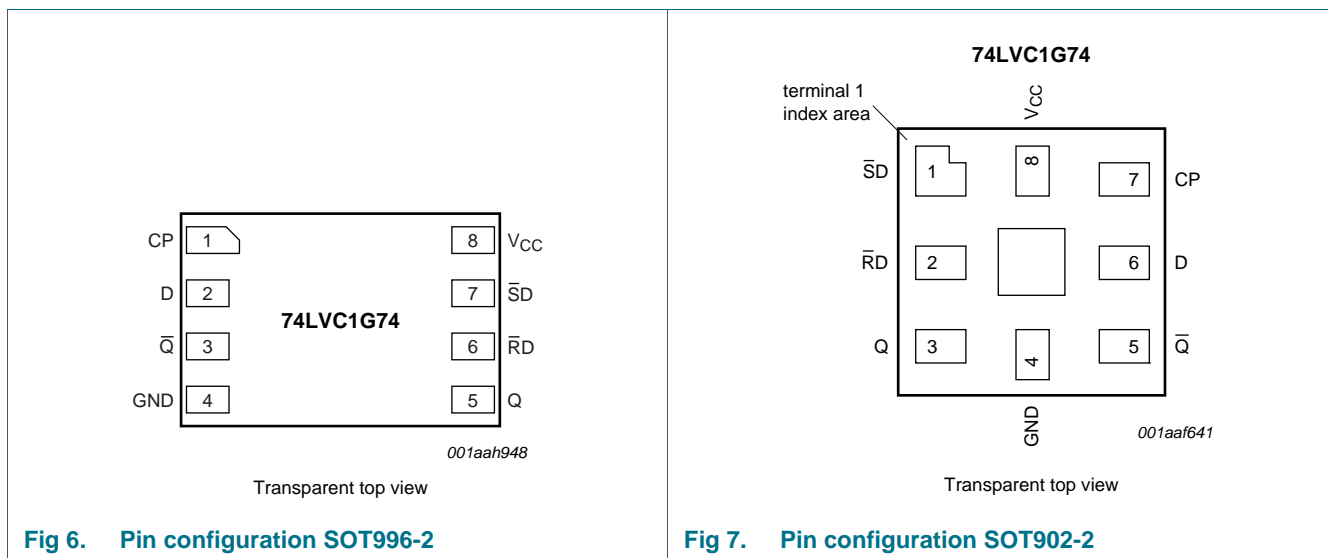 CP 1
D 2
Q̅ 3
GND 4
74LVC1G74
8 VCC
7 S̅D
6 R̅D
5 Q
001aah948
Transparent top view
Fig 6. Pin configuration SOT996-2
74LVC1G74
terminal 1
index area
VCC
S̅D 1
8
7 CP
R̅D 2
6 D
Q 3
4
5 Q̅
GND
001aaf641
Transparent top view
Fig 7. Pin configuration SOT902-2